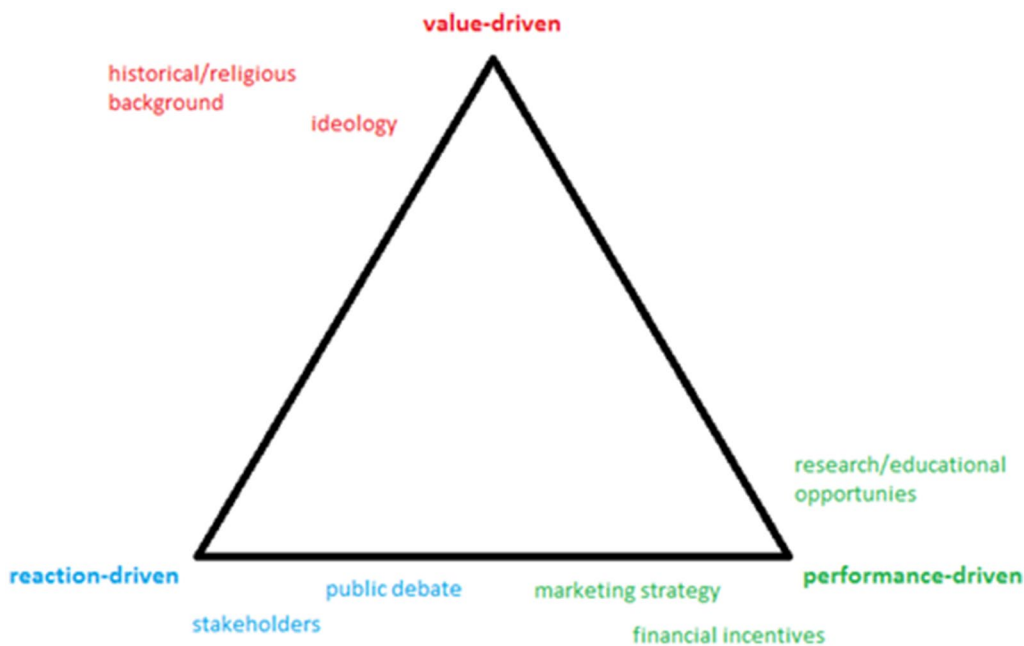 value-driven
historical/religious
background
ideology
research/educational
opportunies
reaction-driven
performance-driven
public debate
marketing strategy
stakeholders
financial incentives